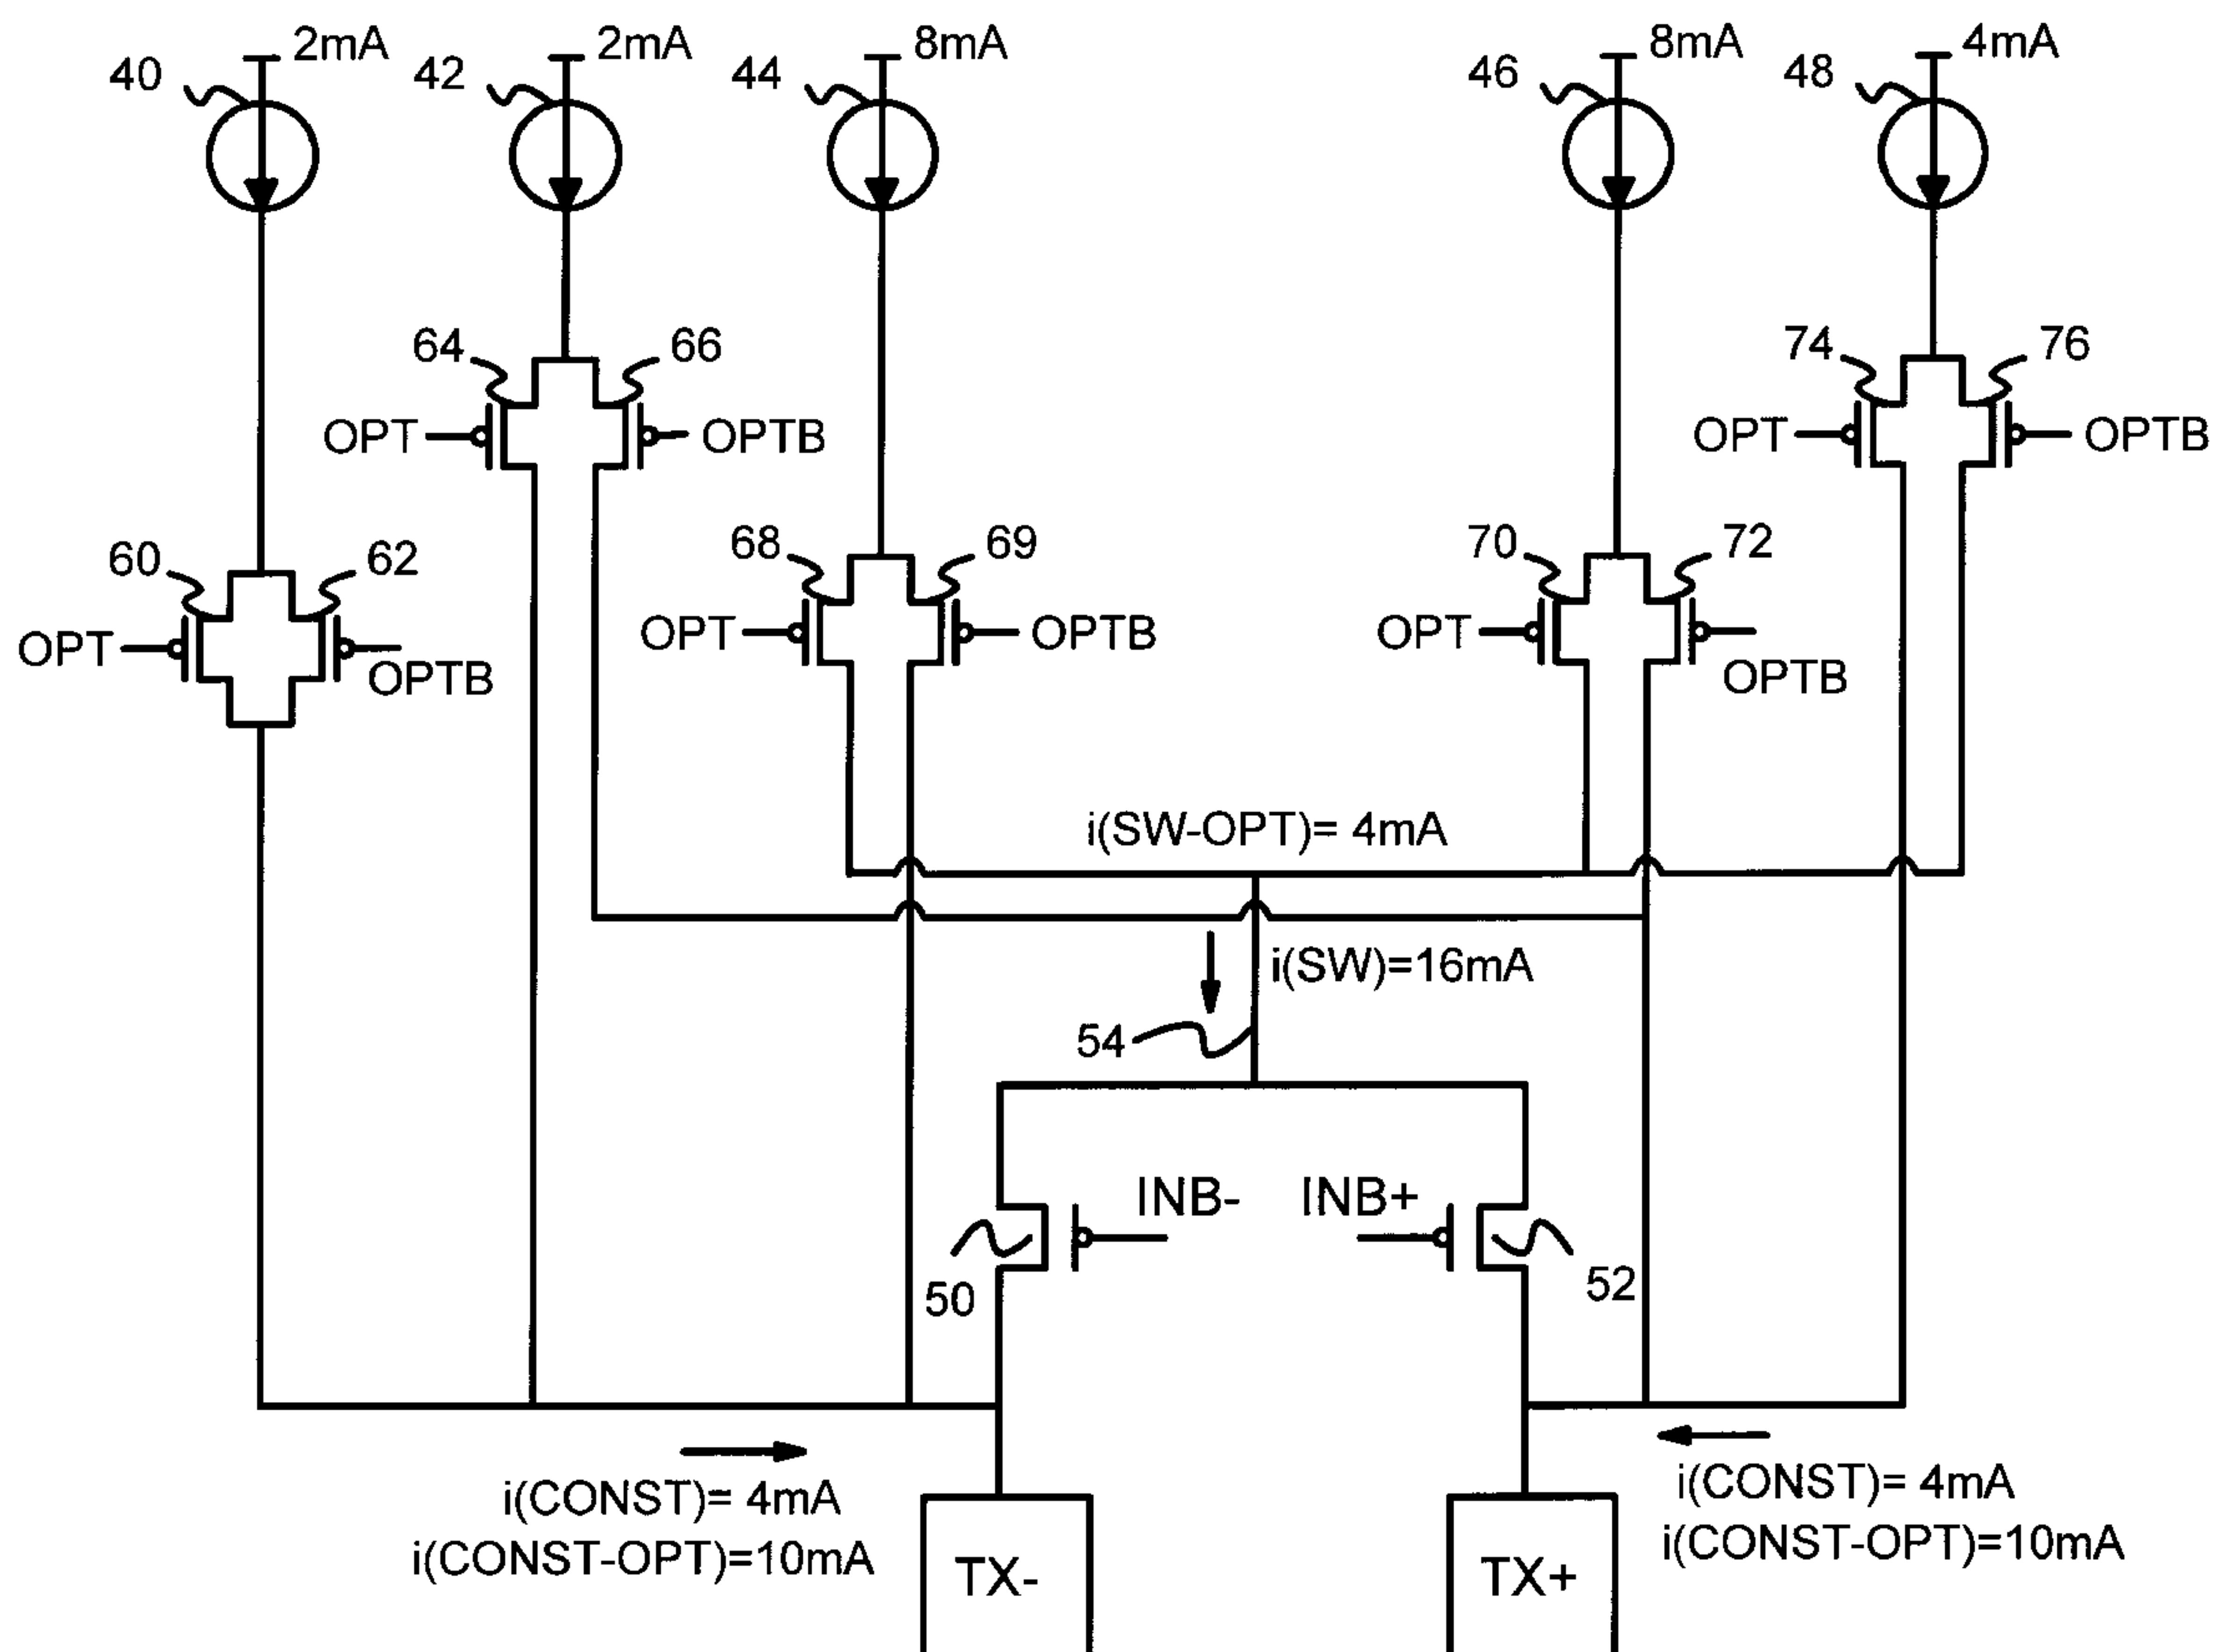 40
2mA
42
2mA
44
8mA
46
8mA
48
4mA
64
66
74
76
OPT
OPTB
OPT
OPTB
60
62
68
69
70
72
OPT
OPTB
OPT
OPTB
OPT
OPTB
i(SW-OPT)= 4mA
i(SW)=16mA
54
INB-
INB+
50
52
i(CONST)= 4mA
i(CONST-OPT)=10mA
i(CONST)= 4mA
i(CONST-OPT)=10mA
TX-
TX+